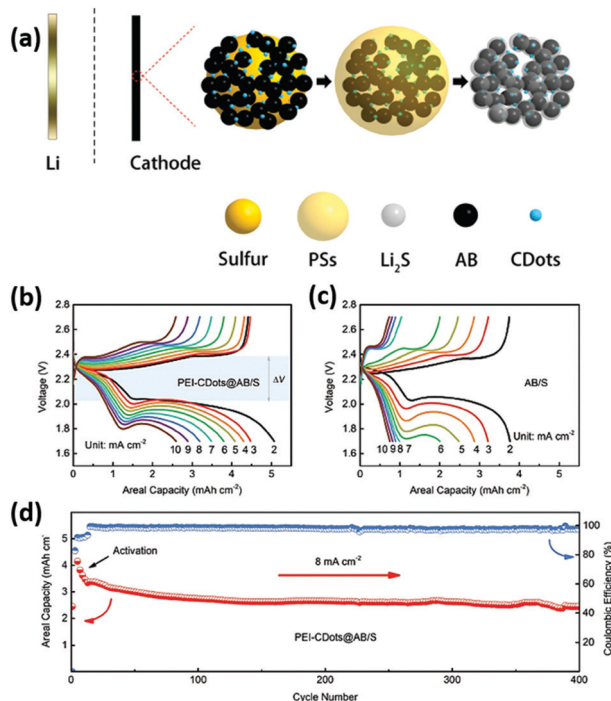 (a)
Li
Cathode
Sulfur PSs Li₂S AB CDots
(b)
2.8
2.6
2.4
2.2
2.0
1.8
1.6
Voltage (V)
PEI-CDots@AB/S
ΔV
Unit: mA cm⁻²
10 9 8 7 6 5 4 3 2
0 1 2 3 4 5
Areal Capacity (mAh cm⁻²)
(c)
2.8
2.6
2.4
2.2
2.0
1.8
1.6
Voltage (V)
AB/S
Unit: mA cm⁻²
10 9 8 7 6 5 4 3 2
0 1 2 3 4 5
Areal Capacity (mAh cm⁻²)
(d)
5
4
3
2
1
Areal Capacity (mAh cm⁻
Activation
8 mA cm⁻²
PEI-CDots@AB/S
100
80
60
40
20
Coulombic Efficiency (%)
0 100 200 300 400
Cycle Number